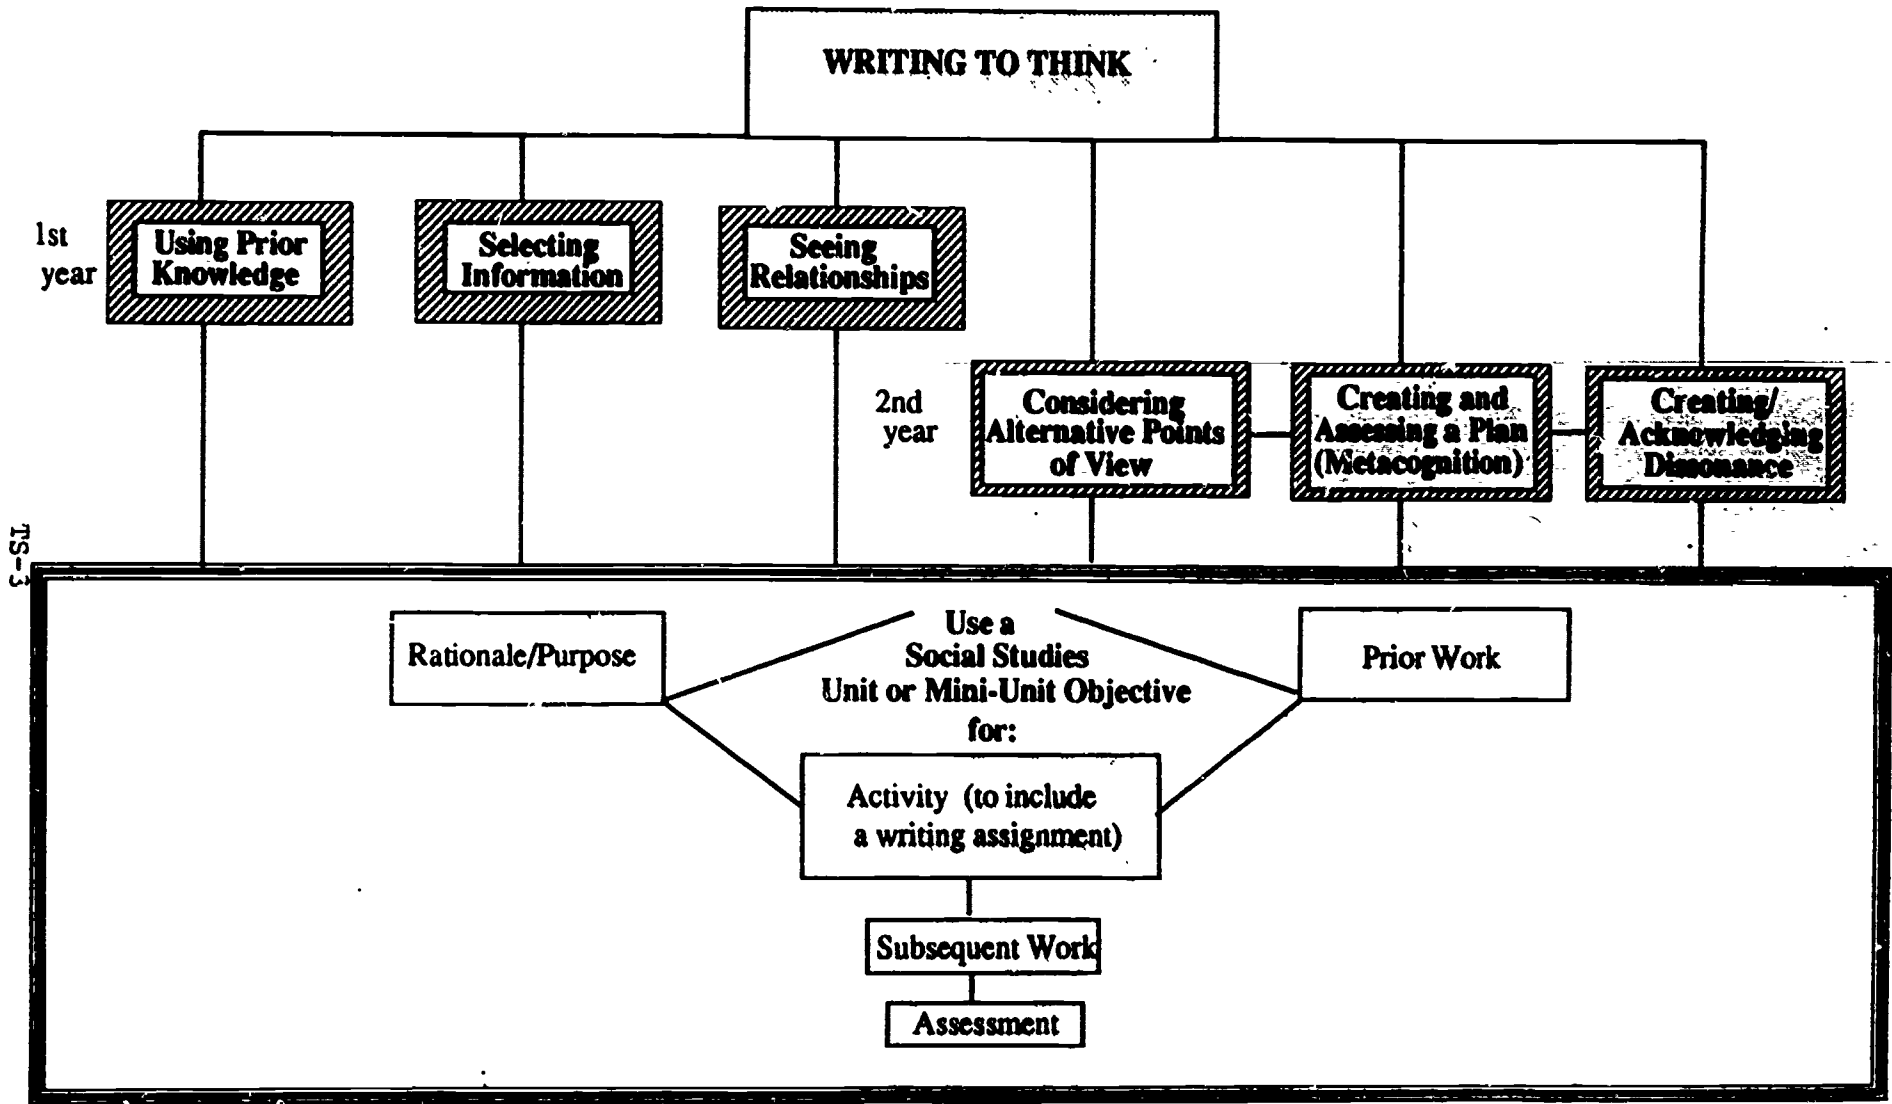 WRITING TO THINK
1st
year
Using Prior
Knowledge
Selecting
Information
Seeing
Relationships
2nd
year
Considering
Alternative Points
of View
Creating and
Assessing a Plan
(Metacognition)
Creating/
Acknowledging
Dissonance
TS-3
Rationale/Purpose
Use a
Social Studies
Unit or Mini-Unit Objective
for:
Prior Work
Activity (to include
a writing assignment)
Subsequent Work
Assessment